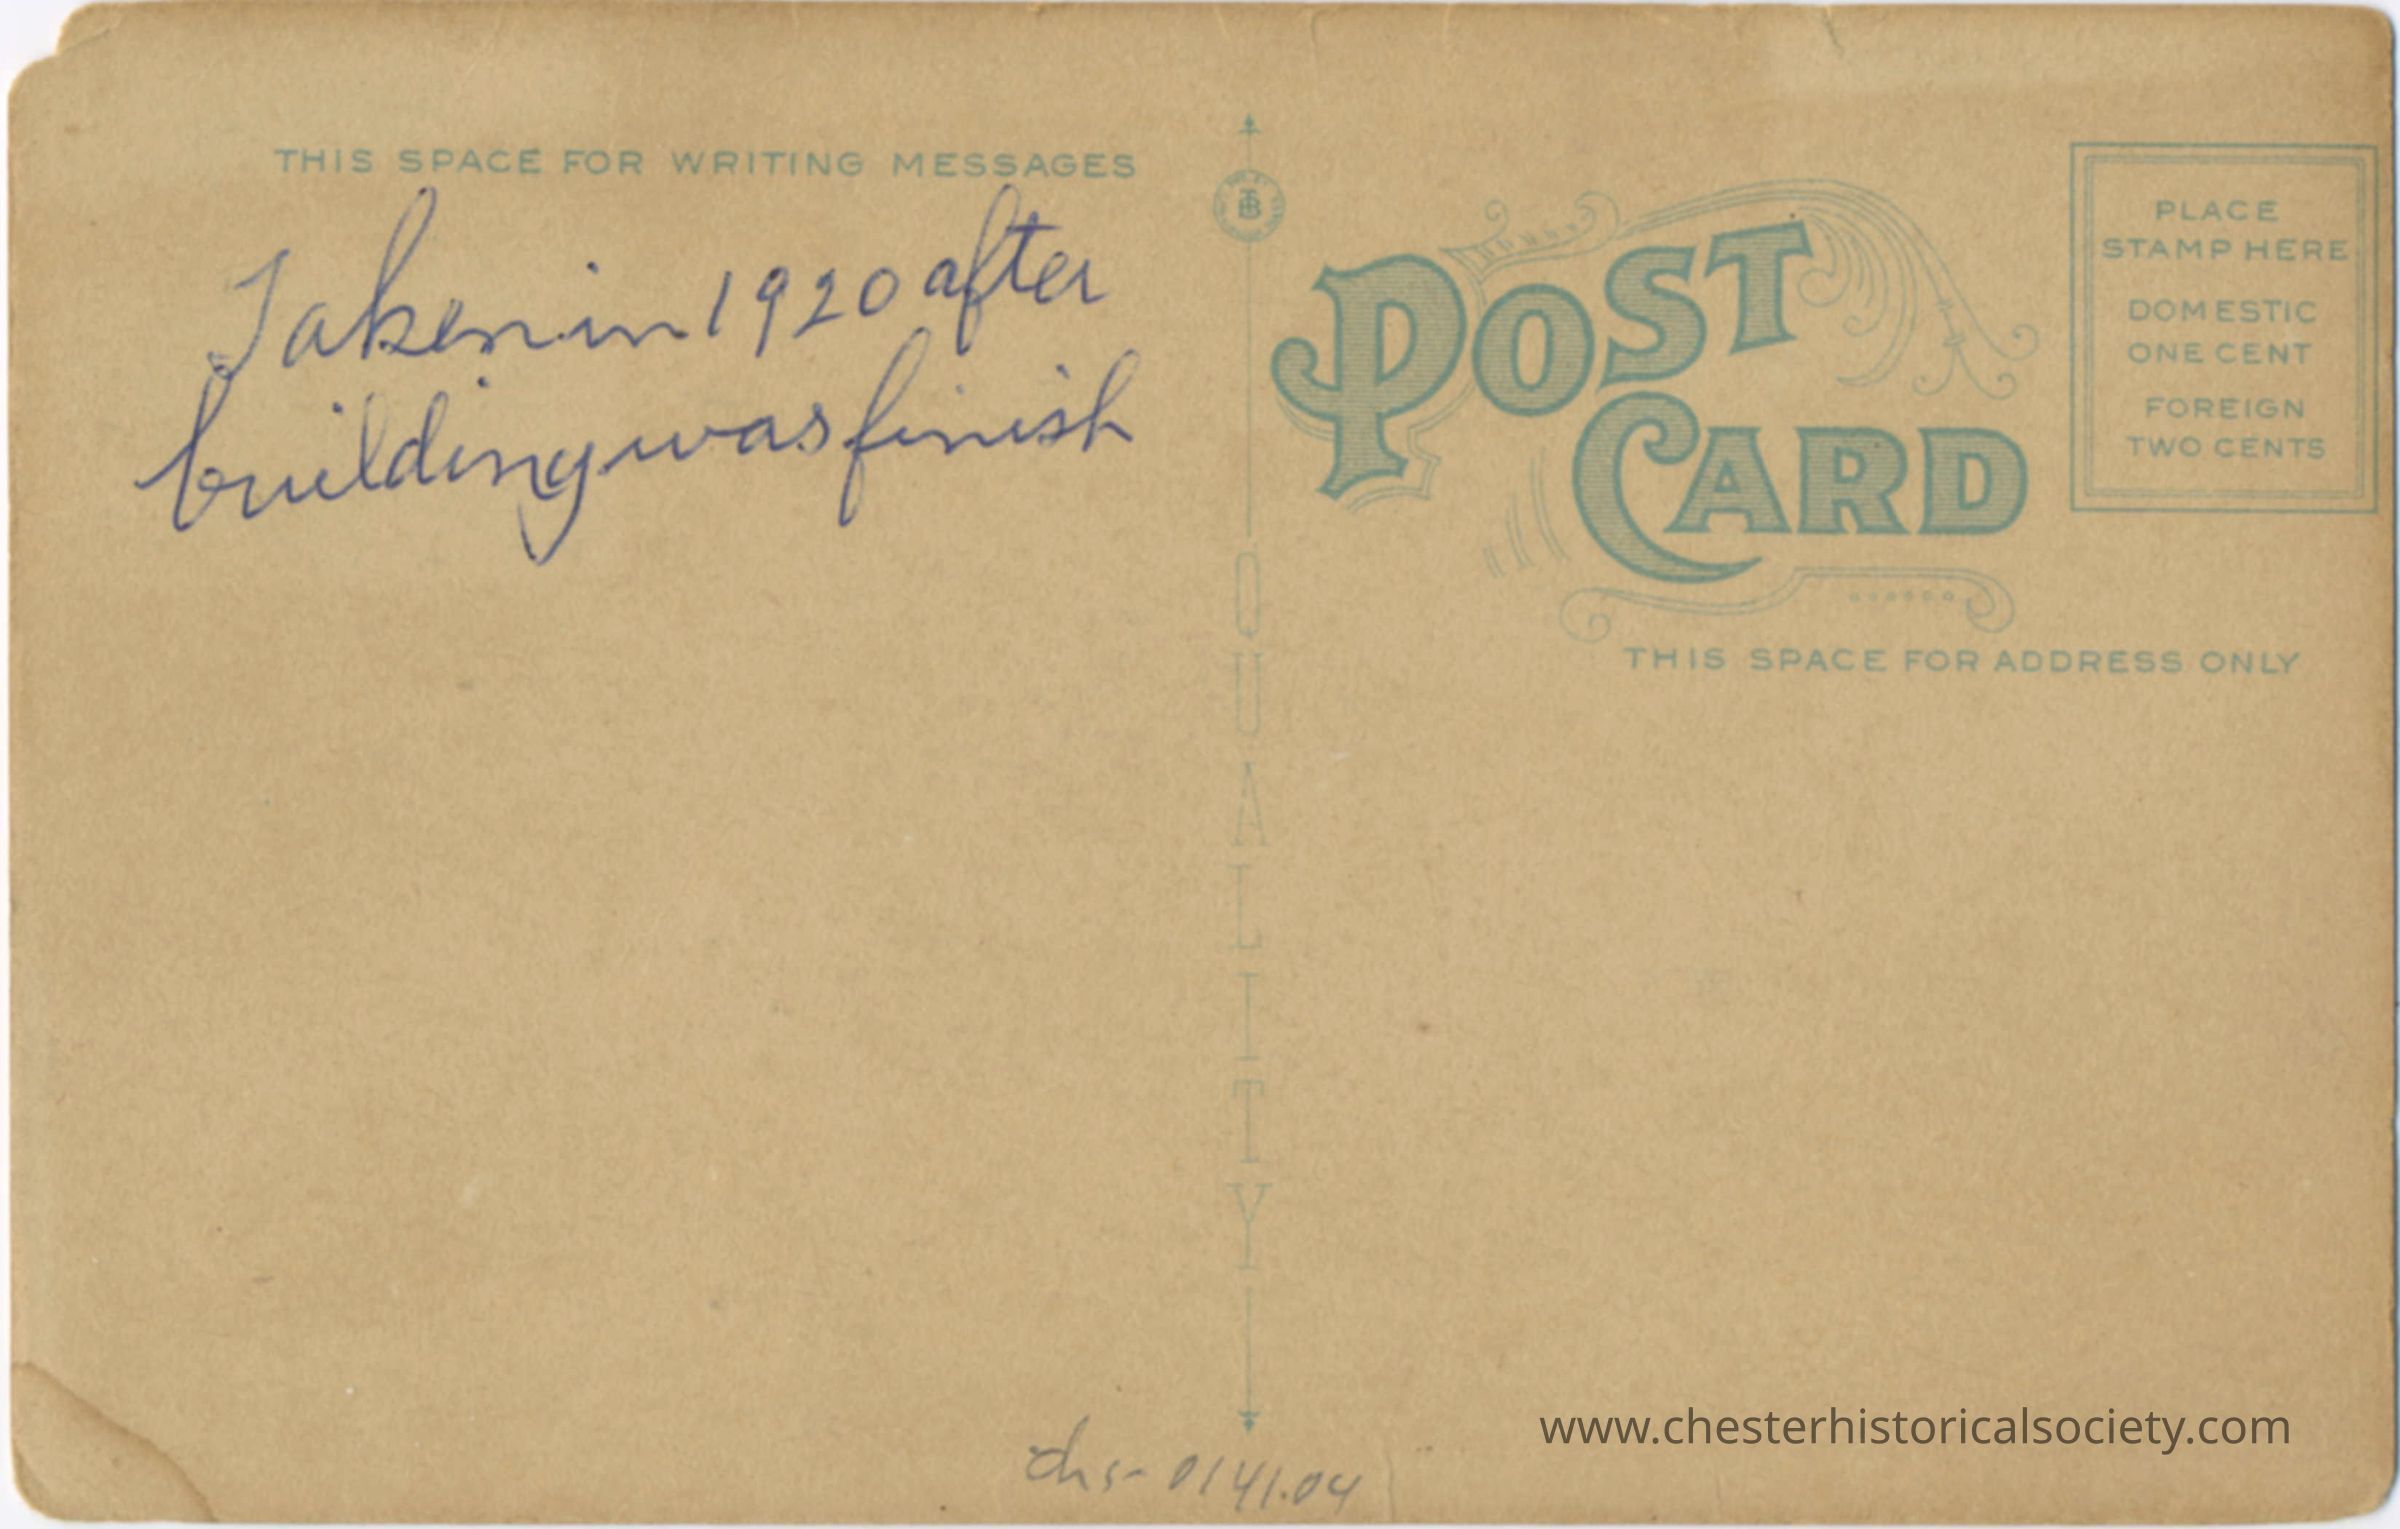 THIS SPACE FOR WRITING MESSAGES
Taken in 1920 after
building was finish
QUALITY
POST
CARD
PLACE
STAMP HERE
DOMESTIC
ONE CENT
FOREIGN
TWO CENTS
THIS SPACE FOR ADDRESS ONLY
www.chesterhistoricalsociety.com
chs-0141.04